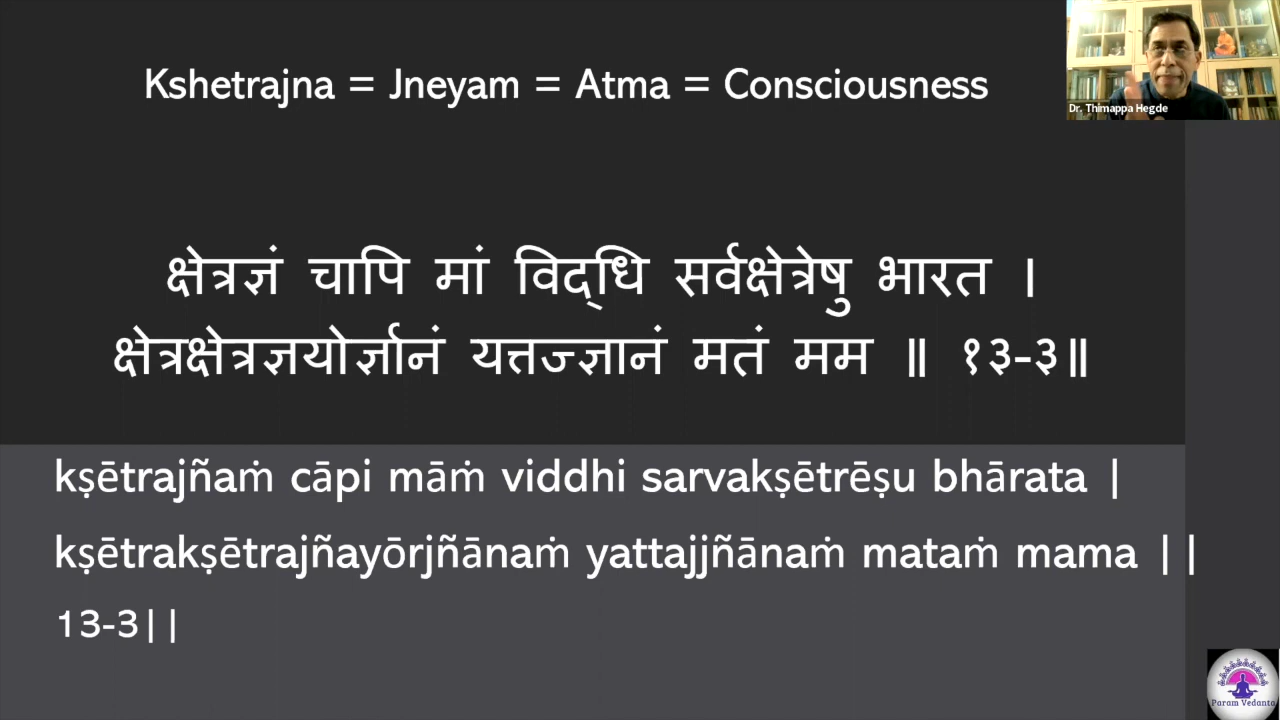 Kshetrajna = Jneyam = Atma = Consciousness
Dr. Thimappa Hegde
क्षेत्रज्ञं चापि मां विद्‌धि सर्वक्षेत्रेषु भारत ।
क्षेत्रक्षेत्रज्ञयोर्ज्ञानं यत्तज्ज्ञानं मतं मम ॥ १३-३॥
kṣētrajñaṁ cāpi māṁ viddhi sarvakṣētrēṣu bhārata |
kṣētrakṣētrajñayōrjñānaṁ yattajjñānaṁ mataṁ mama ||
13-3||
Param Vedanta